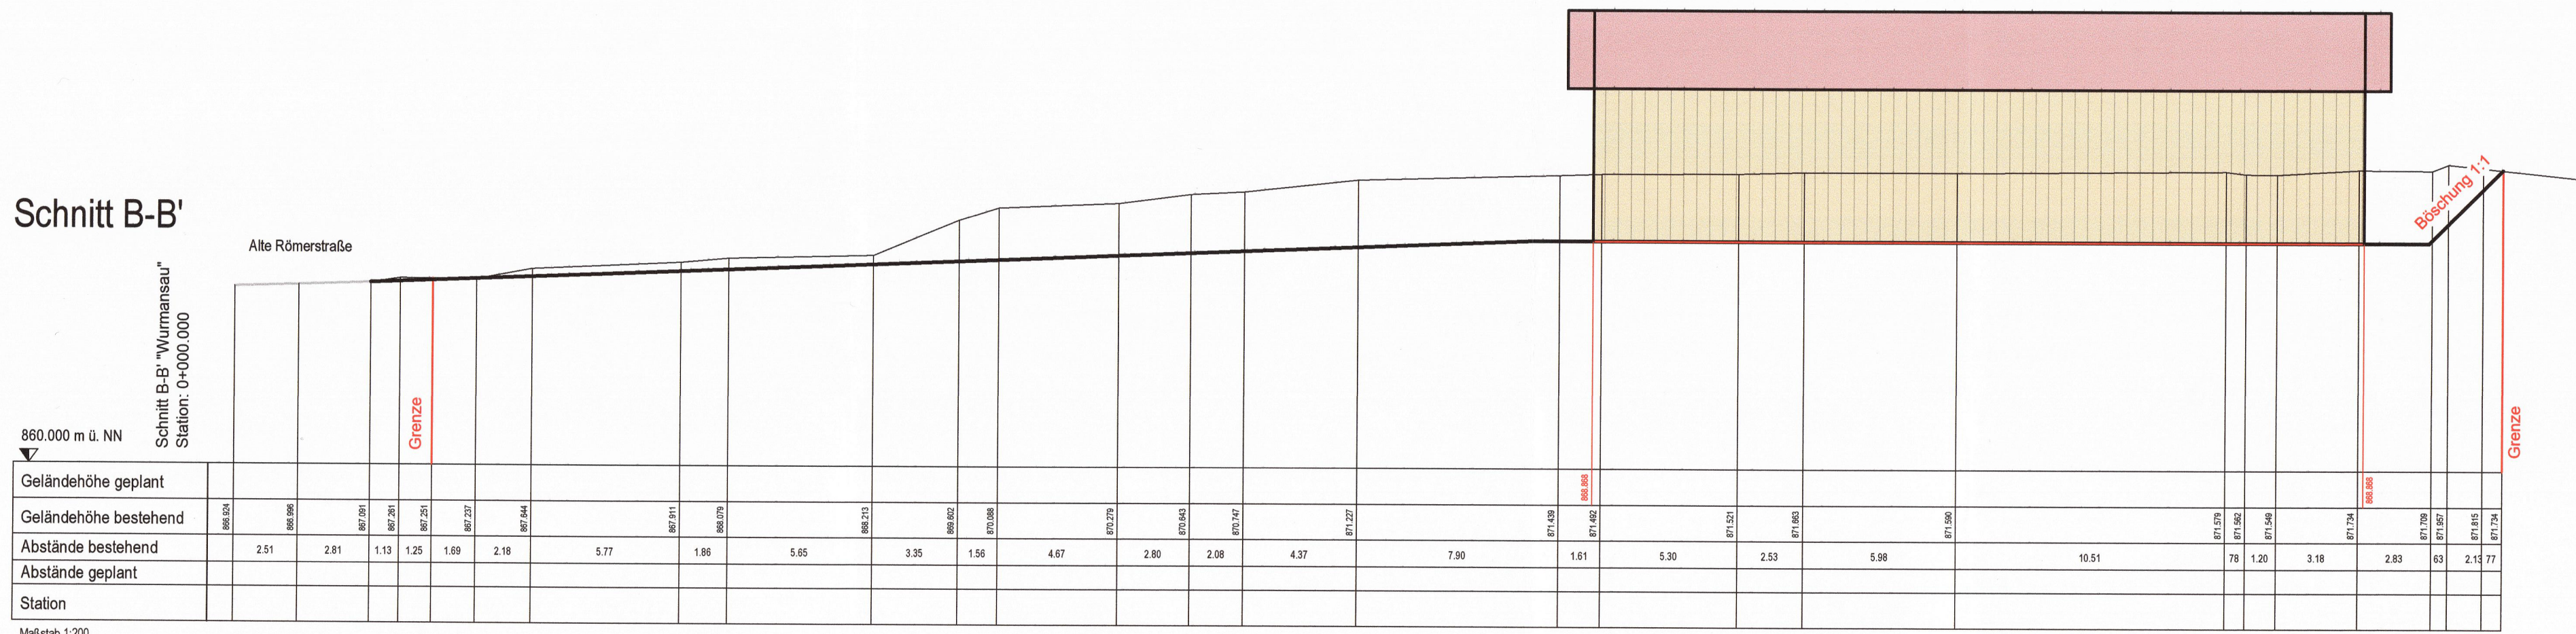 Schnitt B-B'
Alte Römerstraße
Schnitt B-B' "Wurmansau"
Station: 0+000.000
Grenze
Böschung 1:1
Grenze
860.000 m ü. NN
Geländehöhe geplant
868.868 868.868
Geländehöhe bestehend
866.924 866.996 867.091 867.261 867.251 867.237 867.644 867.911 868.079 868.213 869.602 870.088 870.279 870.643 870.747 871.227 871.439 871.492 871.521 871.663 871.590 871.579 871.562 871.549 871.734 871.709 871.957 871.815 871.734
Abstände bestehend
2.51 2.81 1.13 1.25 1.69 2.18 5.77 1.86 5.65 3.35 1.56 4.67 2.80 2.08 4.37 7.90 1.61 5.30 2.53 5.98 10.51 78 1.20 3.18 2.83 63 2.13 77
Abstände geplant
Station
Maßstab 1:200